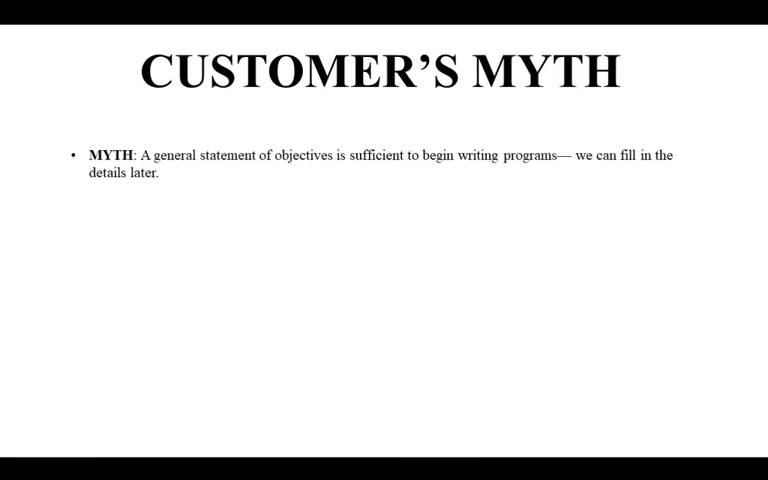 CUSTOMER’S MYTH
• MYTH: A general statement of objectives is sufficient to begin writing programs— we can fill in the
details later.